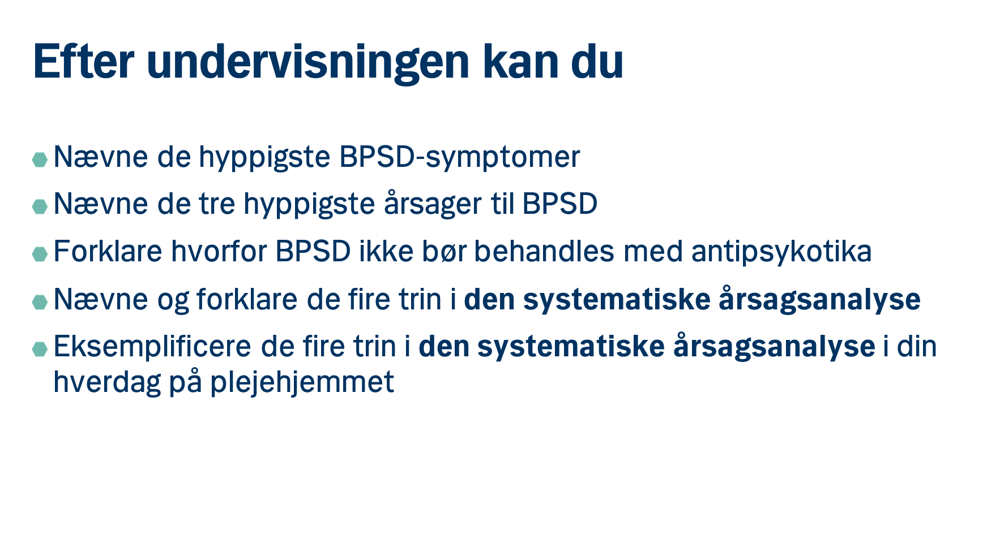 Efter undervisningen kan du
Nævne de hyppigste BPSD-symptomer
Nævne de tre hyppigste årsager til BPSD
Forklare hvorfor BPSD ikke bør behandles med antipsykotika
Nævne og forklare de fire trin i den systematiske årsagsanalyse
Eksemplificere de fire trin i den systematiske årsagsanalyse i din
hverdag på plejehjemmet